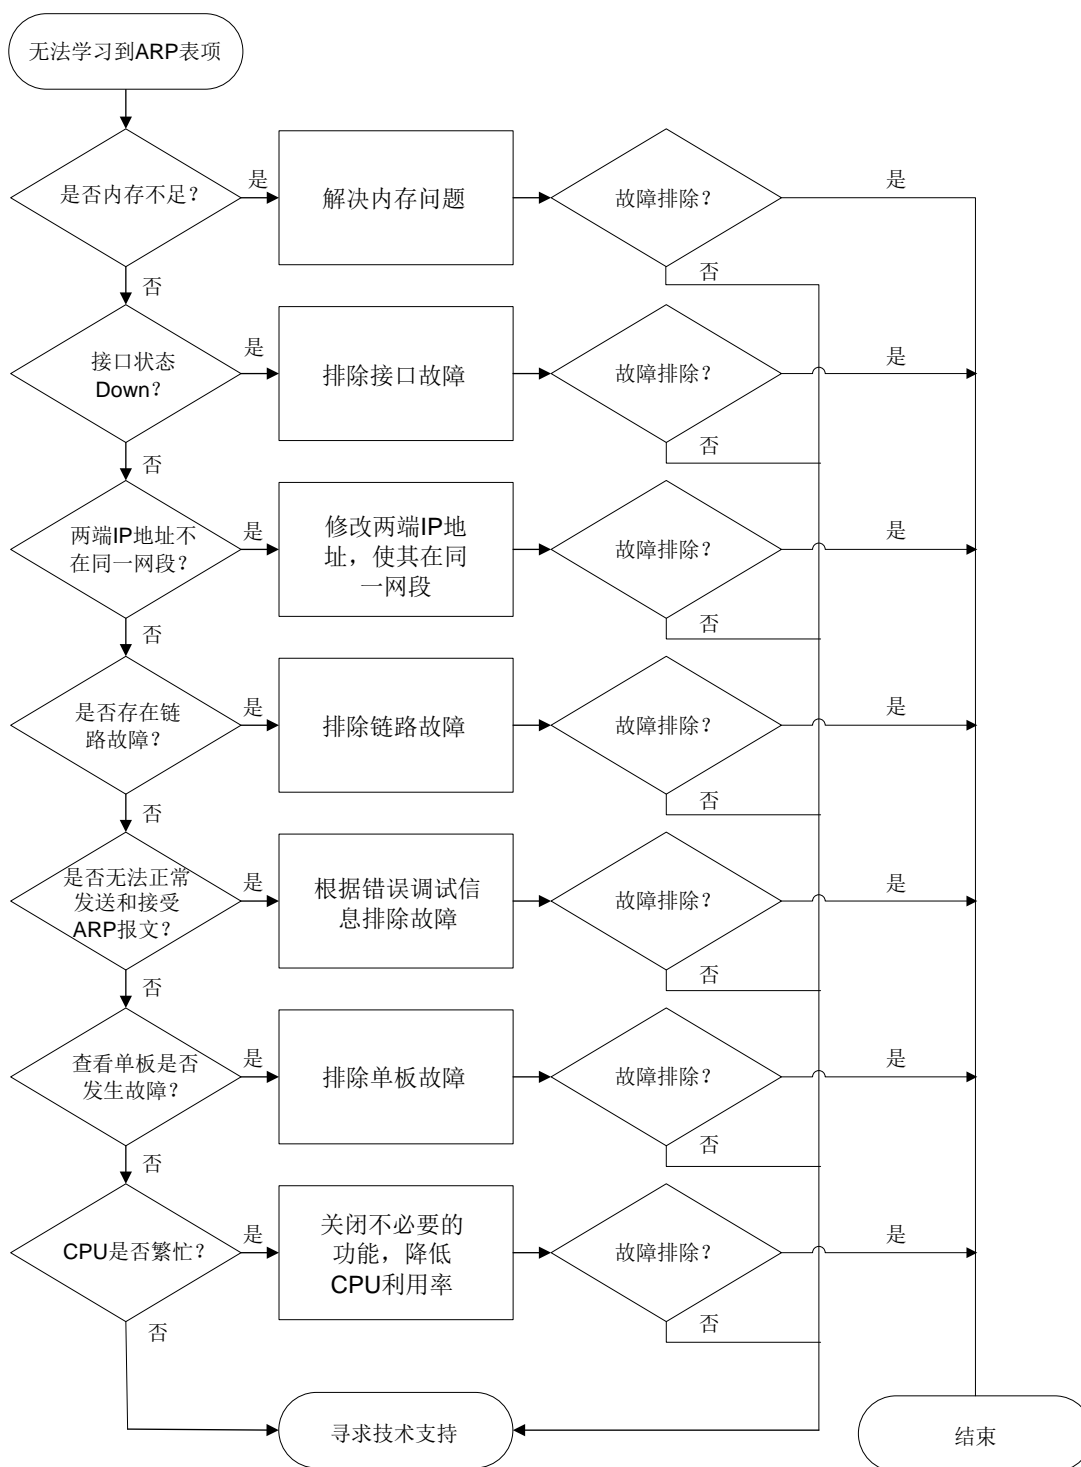 无法学习到ARP表项
是否内存不足？
是
解决内存问题
故障排除？
是
否
否
接口状态
Down？
是
排除接口故障
故障排除？
是
否
否
两端IP地址不
在同一网段？
是
修改两端IP地
址，使其在同
一网段
故障排除？
是
否
否
是否存在链
路故障？
是
排除链路故障
故障排除？
是
否
否
是否无法正常
发送和接受
ARP报文？
是
根据错误调试信
息排除故障
故障排除？
是
否
否
查看单板是否
发生故障？
是
排除单板故障
故障排除？
是
否
否
CPU是否繁忙？
是
关闭不必要的
功能，降低
CPU利用率
故障排除？
是
否
否
寻求技术支持
结束